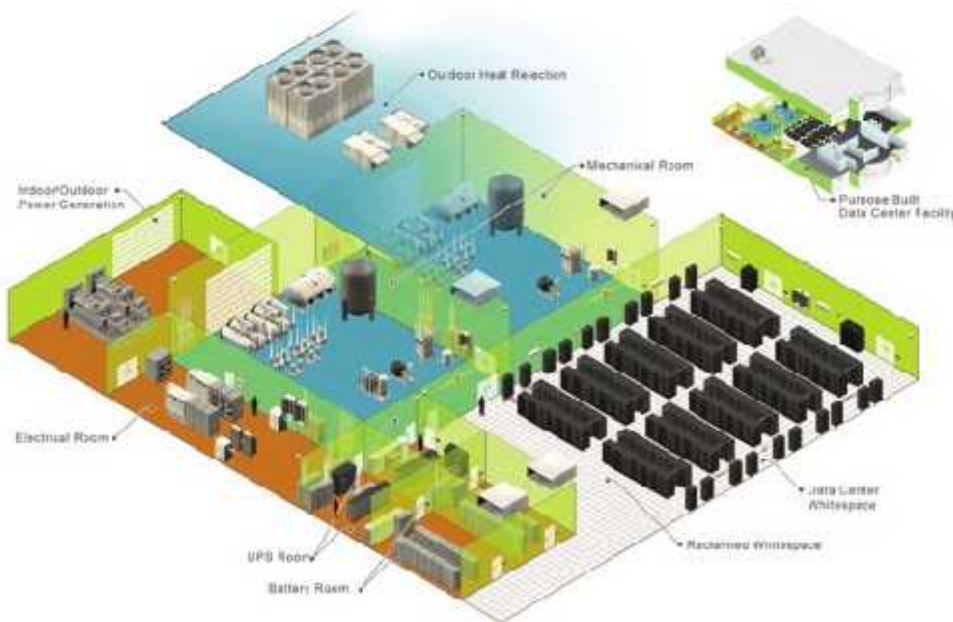 Outdoor Heat Rejection
Mechanical Room
Indoor/Outdoor
Power Generation
Purpose Built
Data Center Facility
Electrical Room
Data Center
Whitespace
Reclaimed Whitespace
UPS Room
Battery Room